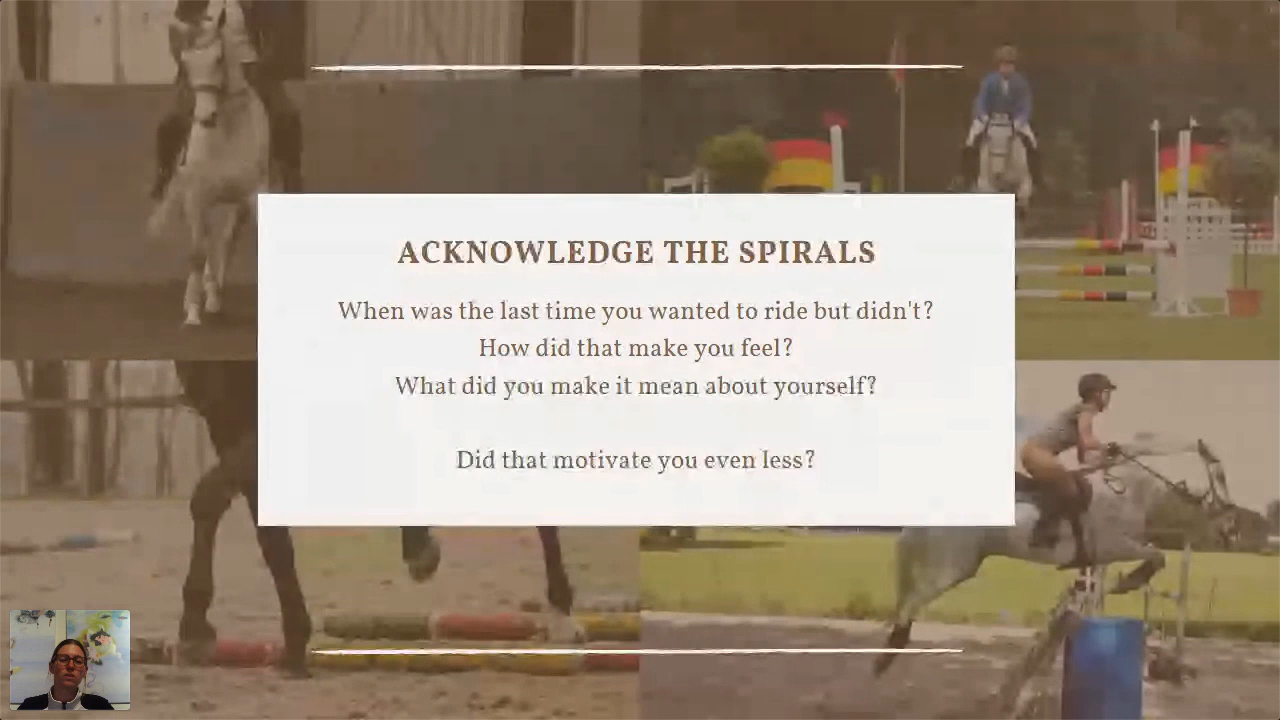 ACKNOWLEDGE THE SPIRALS
When was the last time you wanted to ride but didn't?
How did that make you feel?
What did you make it mean about yourself?
Did that motivate you even less?